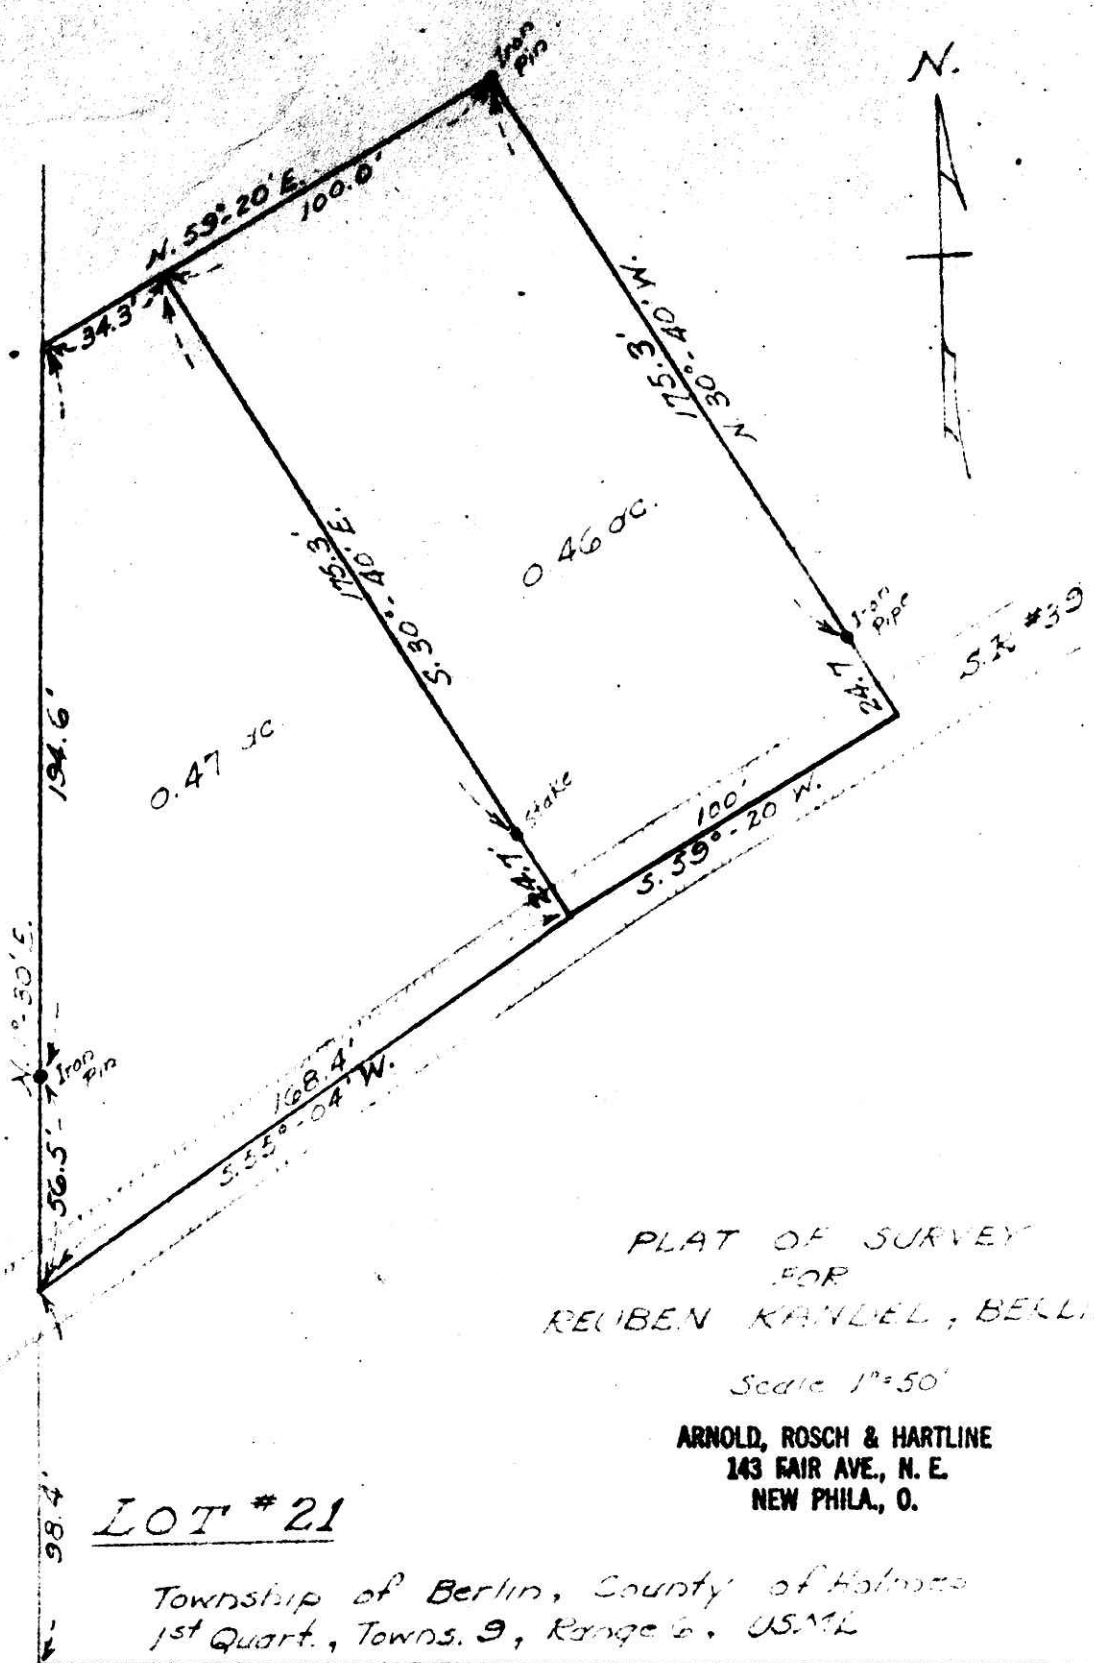 Iron
Pin
N.
N. 59°-20' E.
100.0'
34.3'
N 30°-40' W.
175.3'
175.3'
S. 30°-40' E.
0.46 ac.
Iron
Pipe
S.R #39
24.7
194.6'
0.47 ac
Stake
24.7'
100'
S. 59°-20 W.
°-30' E.
Iron
Pin
56.5'
168.4'
S. 55°-04' W.
PLAT OF SURVEY
FOR
REUBEN KANDEL,
Scale 1"=50'
ARNOLD, ROSCH & HARTLINE
143 FAIR AVE., N. E.
NEW PHILA., O.
98.4'
LOT #21
Township of Berlin, County of Holmes
1st Quart., Towns. 9, Range 6, USML